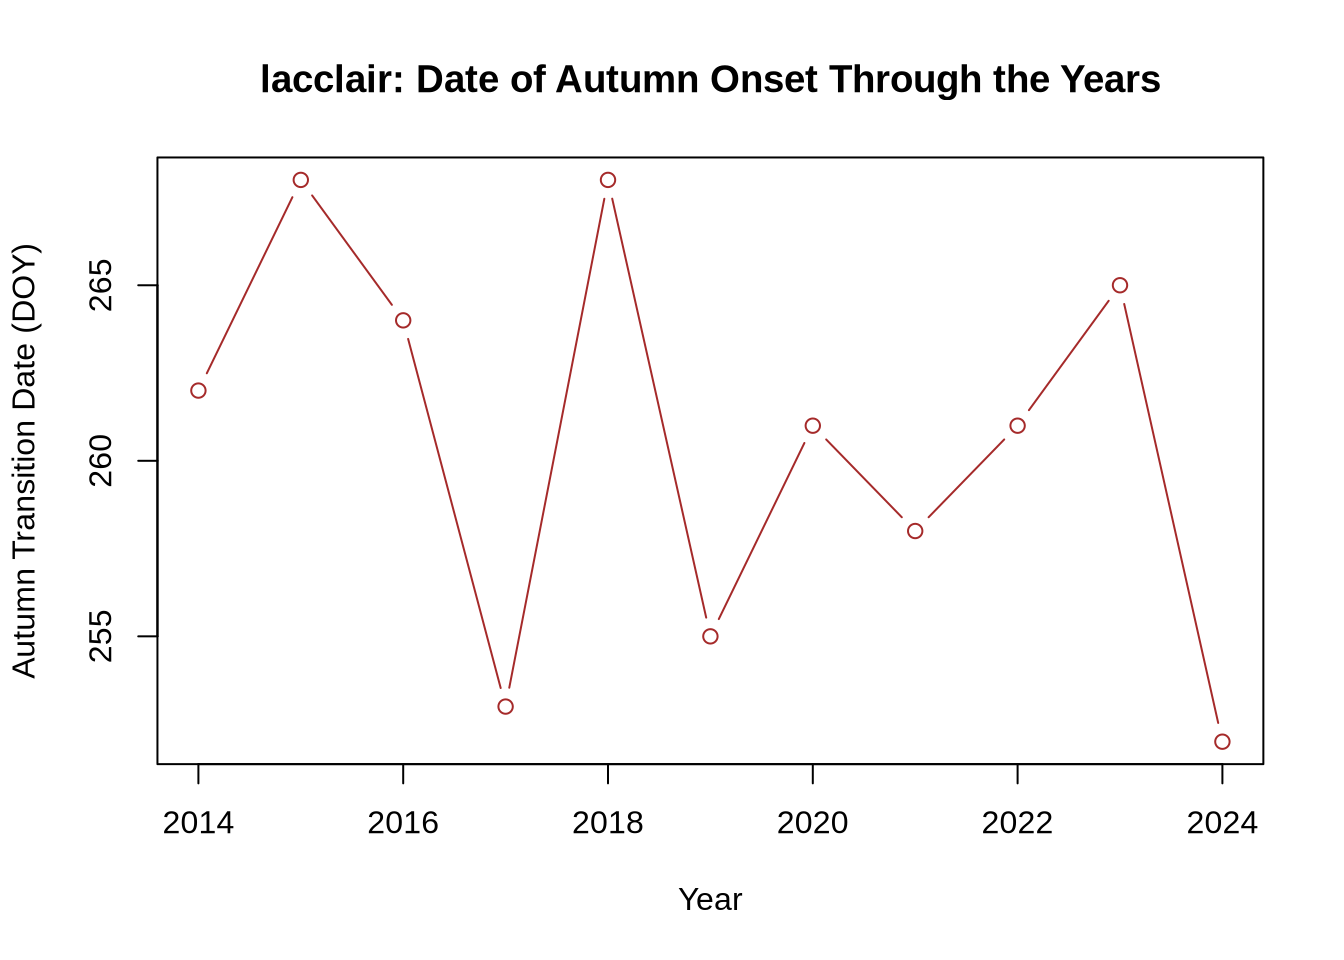 lacclair: Date of Autumn Onset Through the Years
Autumn Transition Date (DOY)
265
260
255
2014 2016 2018 2020 2022 2024
Year